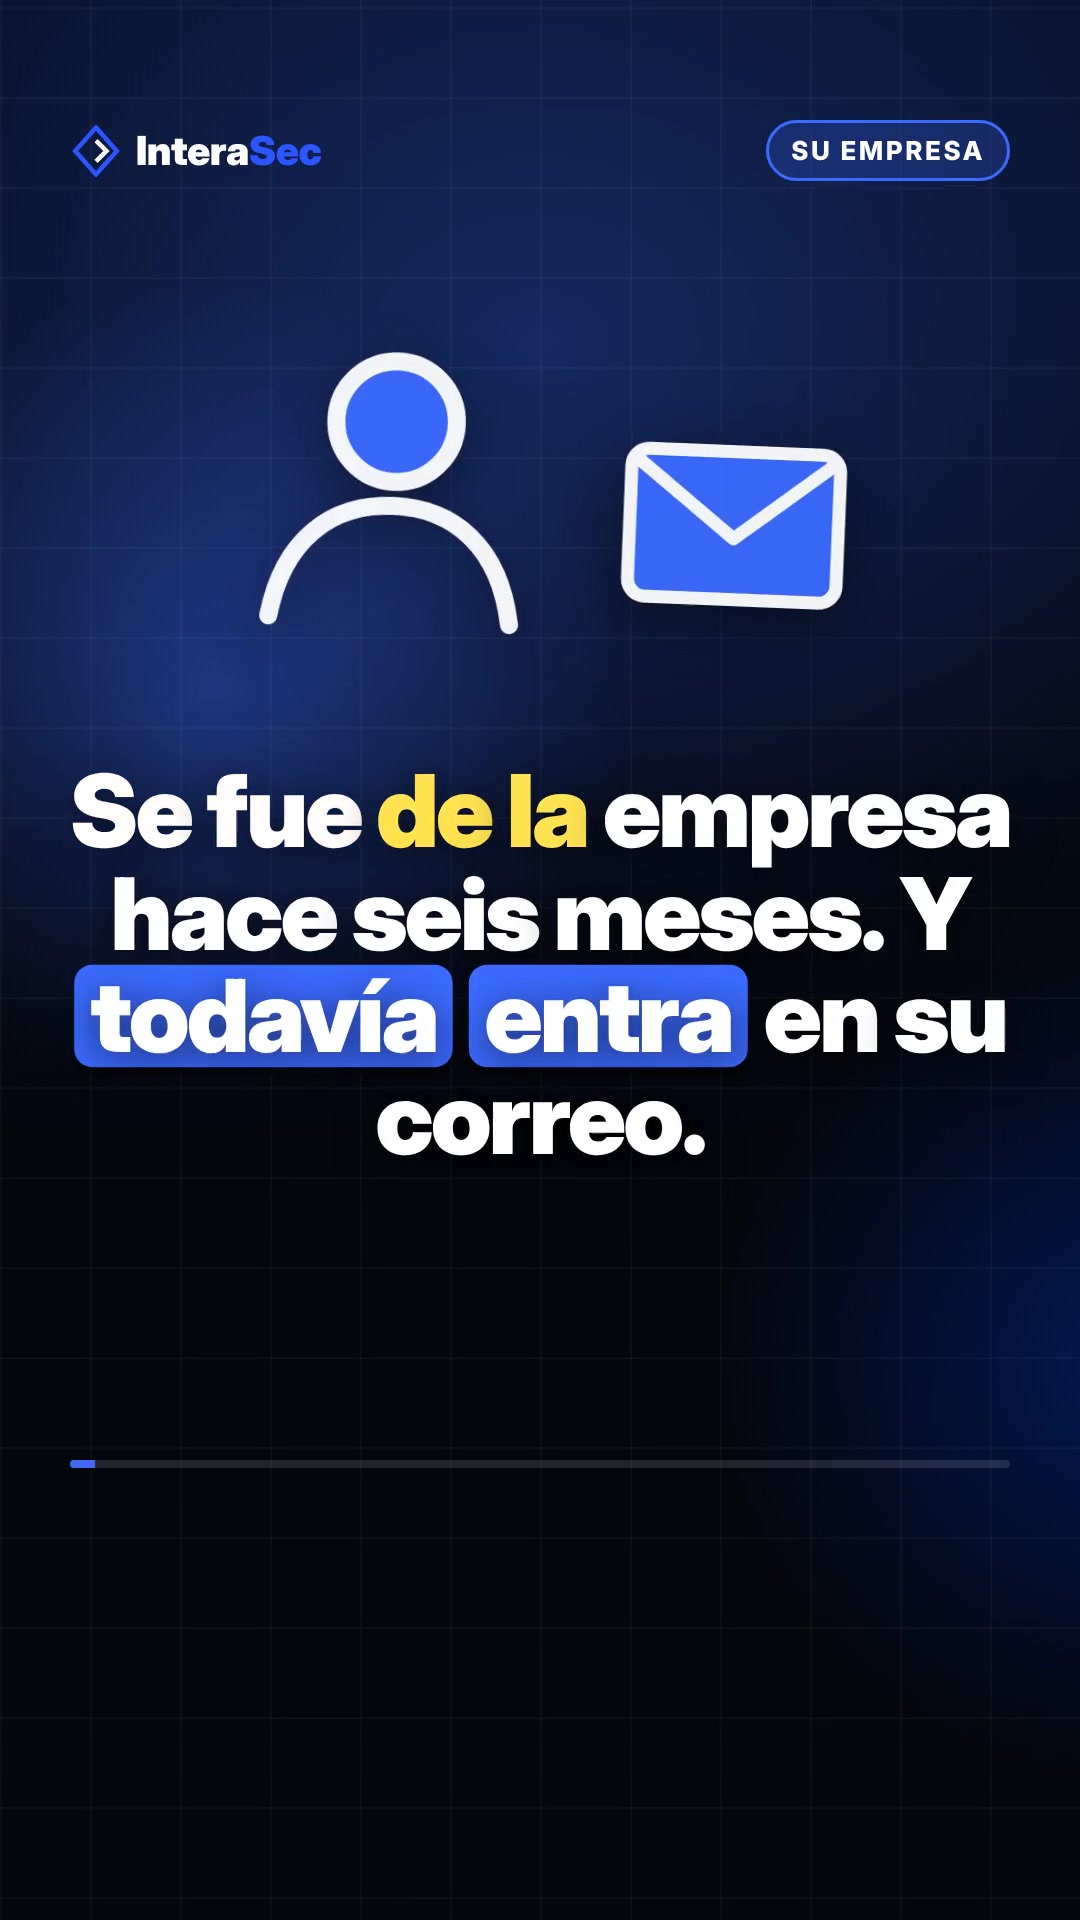 InteraSec
SU EMPRESA
Se fue de la empresa
hace seis meses. Y
todavía entra en su
correo.